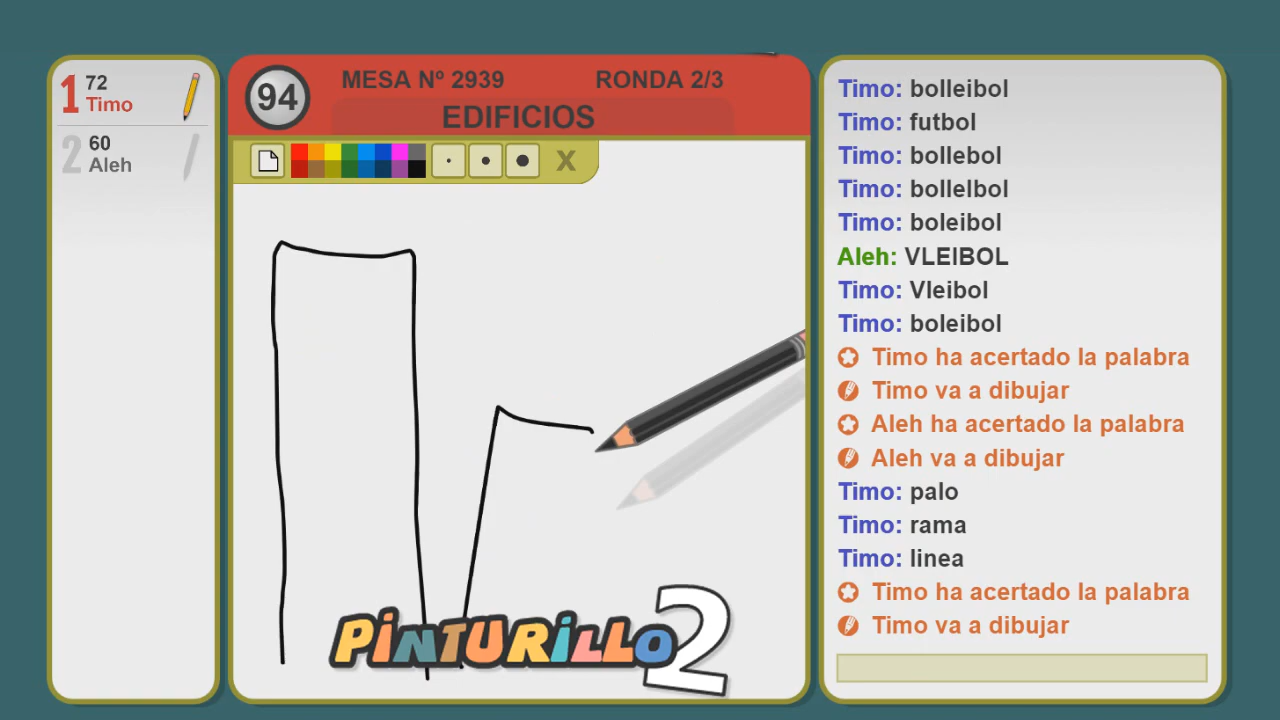 1 72
Timo
2 60
Aleh
94
MESA Nº 2939
RONDA 2/3
EDIFICIOS
X
PINTURILLO 2
Timo: bolleibol
Timo: futbol
Timo: bollebol
Timo: bollelbol
Timo: boleibol
Aleh: VLEIBOL
Timo: Vleibol
Timo: boleibol
Timo ha acertado la palabra
Timo va a dibujar
Aleh ha acertado la palabra
Aleh va a dibujar
Timo: palo
Timo: rama
Timo: linea
Timo ha acertado la palabra
Timo va a dibujar